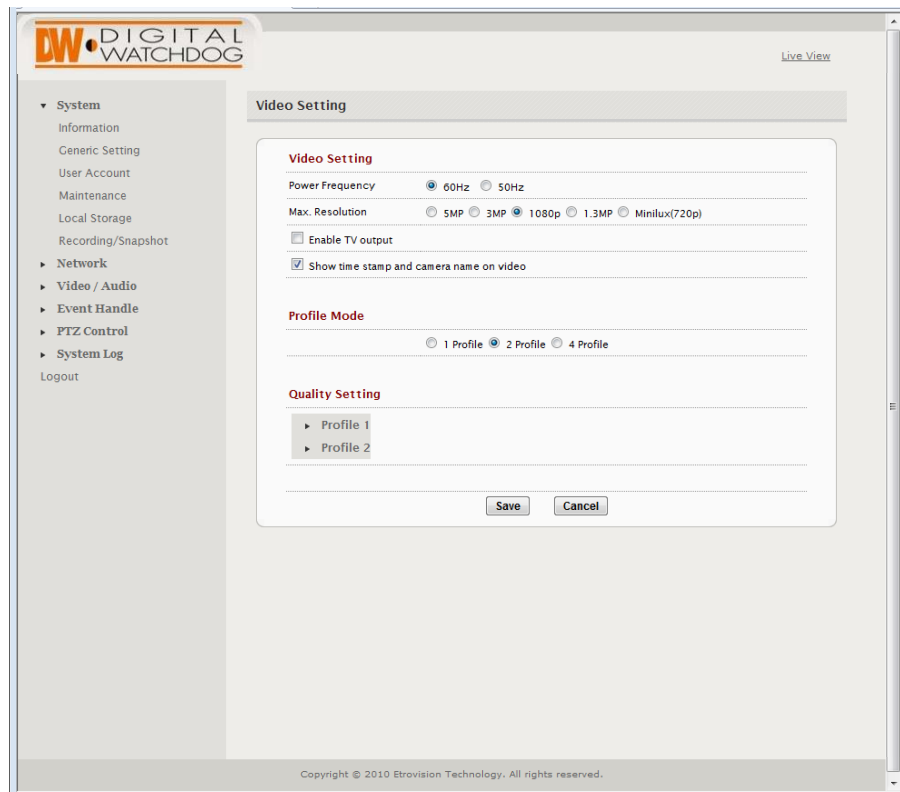 DW DIGITAL
WATCHDOG
Live View
System
Information
Generic Setting
User Account
Maintenance
Local Storage
Recording/Snapshot
Network
Video / Audio
Event Handle
PTZ Control
System Log
Logout
Video Setting
Video Setting
Power Frequency 60Hz 50Hz
Max. Resolution 5MP 3MP 1080p 1.3MP Minilux(720p)
Enable TV output
Show time stamp and camera name on video
Profile Mode
1 Profile 2 Profile 4 Profile
Quality Setting
Profile 1
Profile 2
Save Cancel
Copyright © 2010 Etrovision Technology. All rights reserved.